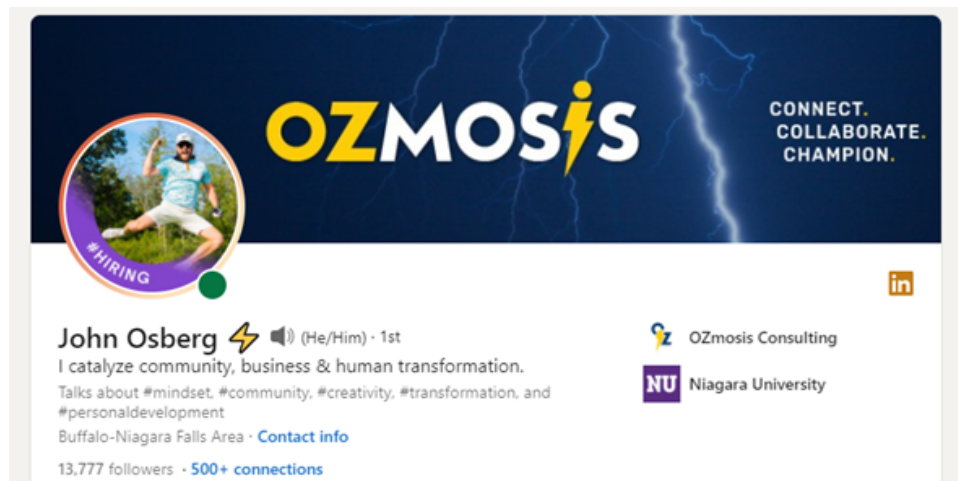 OZMOSIS
CONNECT.
COLLABORATE.
CHAMPION.
#HIRING
in
John Osberg ⚡ (He/Him) · 1st
I catalyze community, business & human transformation.
Talks about #mindset, #community, #creativity, #transformation, and
#personaldevelopment
Buffalo-Niagara Falls Area · Contact info
13,777 followers · 500+ connections
OZ OZmosis Consulting
NU Niagara University